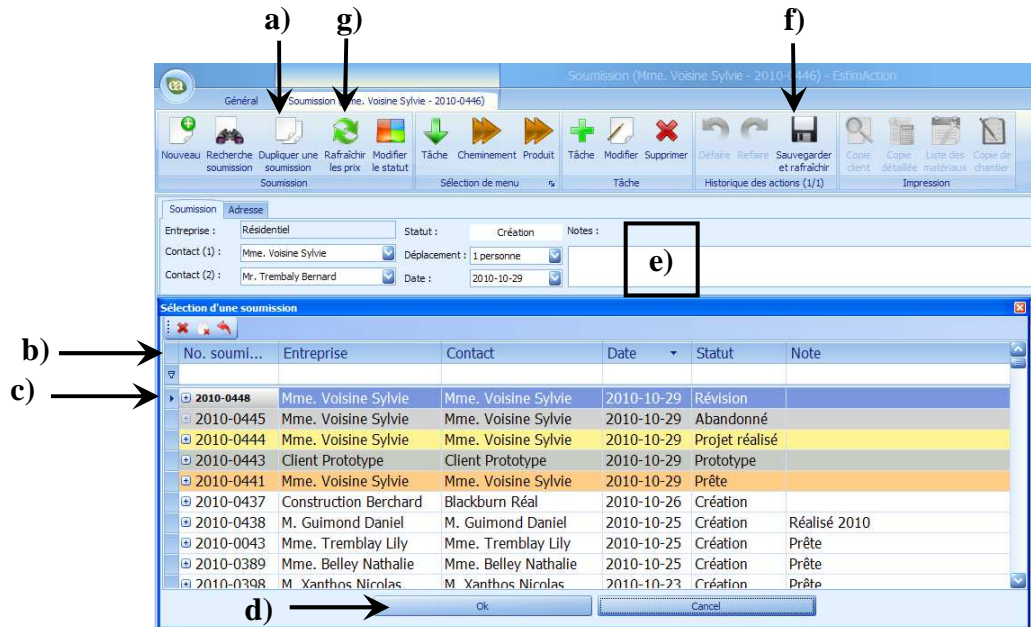 a) g) f)
Soumission (Mme. Voisine Sylvie - 2010-0446) - EstimAction
Général Soumission (Mme. Voisine Sylvie - 2010-0446)
Nouveau Recherche soumission Dupliquer une soumission Rafraîchir les prix Modifier le statut Tâche Cheminement Produit Tâche Modifier Supprimer Défaire Refaire Sauvegarder et rafraîchir Copie client Copie détaillée Liste des matériaux Copie de chantier
Soumission Sélection de menu Tâche Historique des actions (1/1) Impression
Soumission Adresse
Entreprise : Résidentiel Statut : Création Notes :
Contact (1) : Mme. Voisine Sylvie Déplacement : 1 personne e)
Contact (2) : Mr. Trembaly Bernard Date : 2010-10-29
Sélection d'une soumission
b) No. soumi... Entreprise Contact Date Statut Note
c) 2010-0448 Mme. Voisine Sylvie Mme. Voisine Sylvie 2010-10-29 Révision
2010-0445 Mme. Voisine Sylvie Mme. Voisine Sylvie 2010-10-29 Abandonné
2010-0444 Mme. Voisine Sylvie Mme. Voisine Sylvie 2010-10-29 Projet réalisé
2010-0443 Client Prototype Client Prototype 2010-10-29 Prototype
2010-0441 Mme. Voisine Sylvie Mme. Voisine Sylvie 2010-10-29 Prête
2010-0437 Construction Berchard Blackburn Réal 2010-10-26 Création
2010-0438 M. Guimond Daniel M. Guimond Daniel 2010-10-25 Création Réalisé 2010
2010-0043 Mme. Tremblay Lily Mme. Tremblay Lily 2010-10-25 Création Prête
2010-0389 Mme. Belley Nathalie Mme. Belley Nathalie 2010-10-25 Création Prête
2010-0398 M. Xanthos Nicolas M. Xanthos Nicolas 2010-10-23 Création Prête
d) Ok Cancel